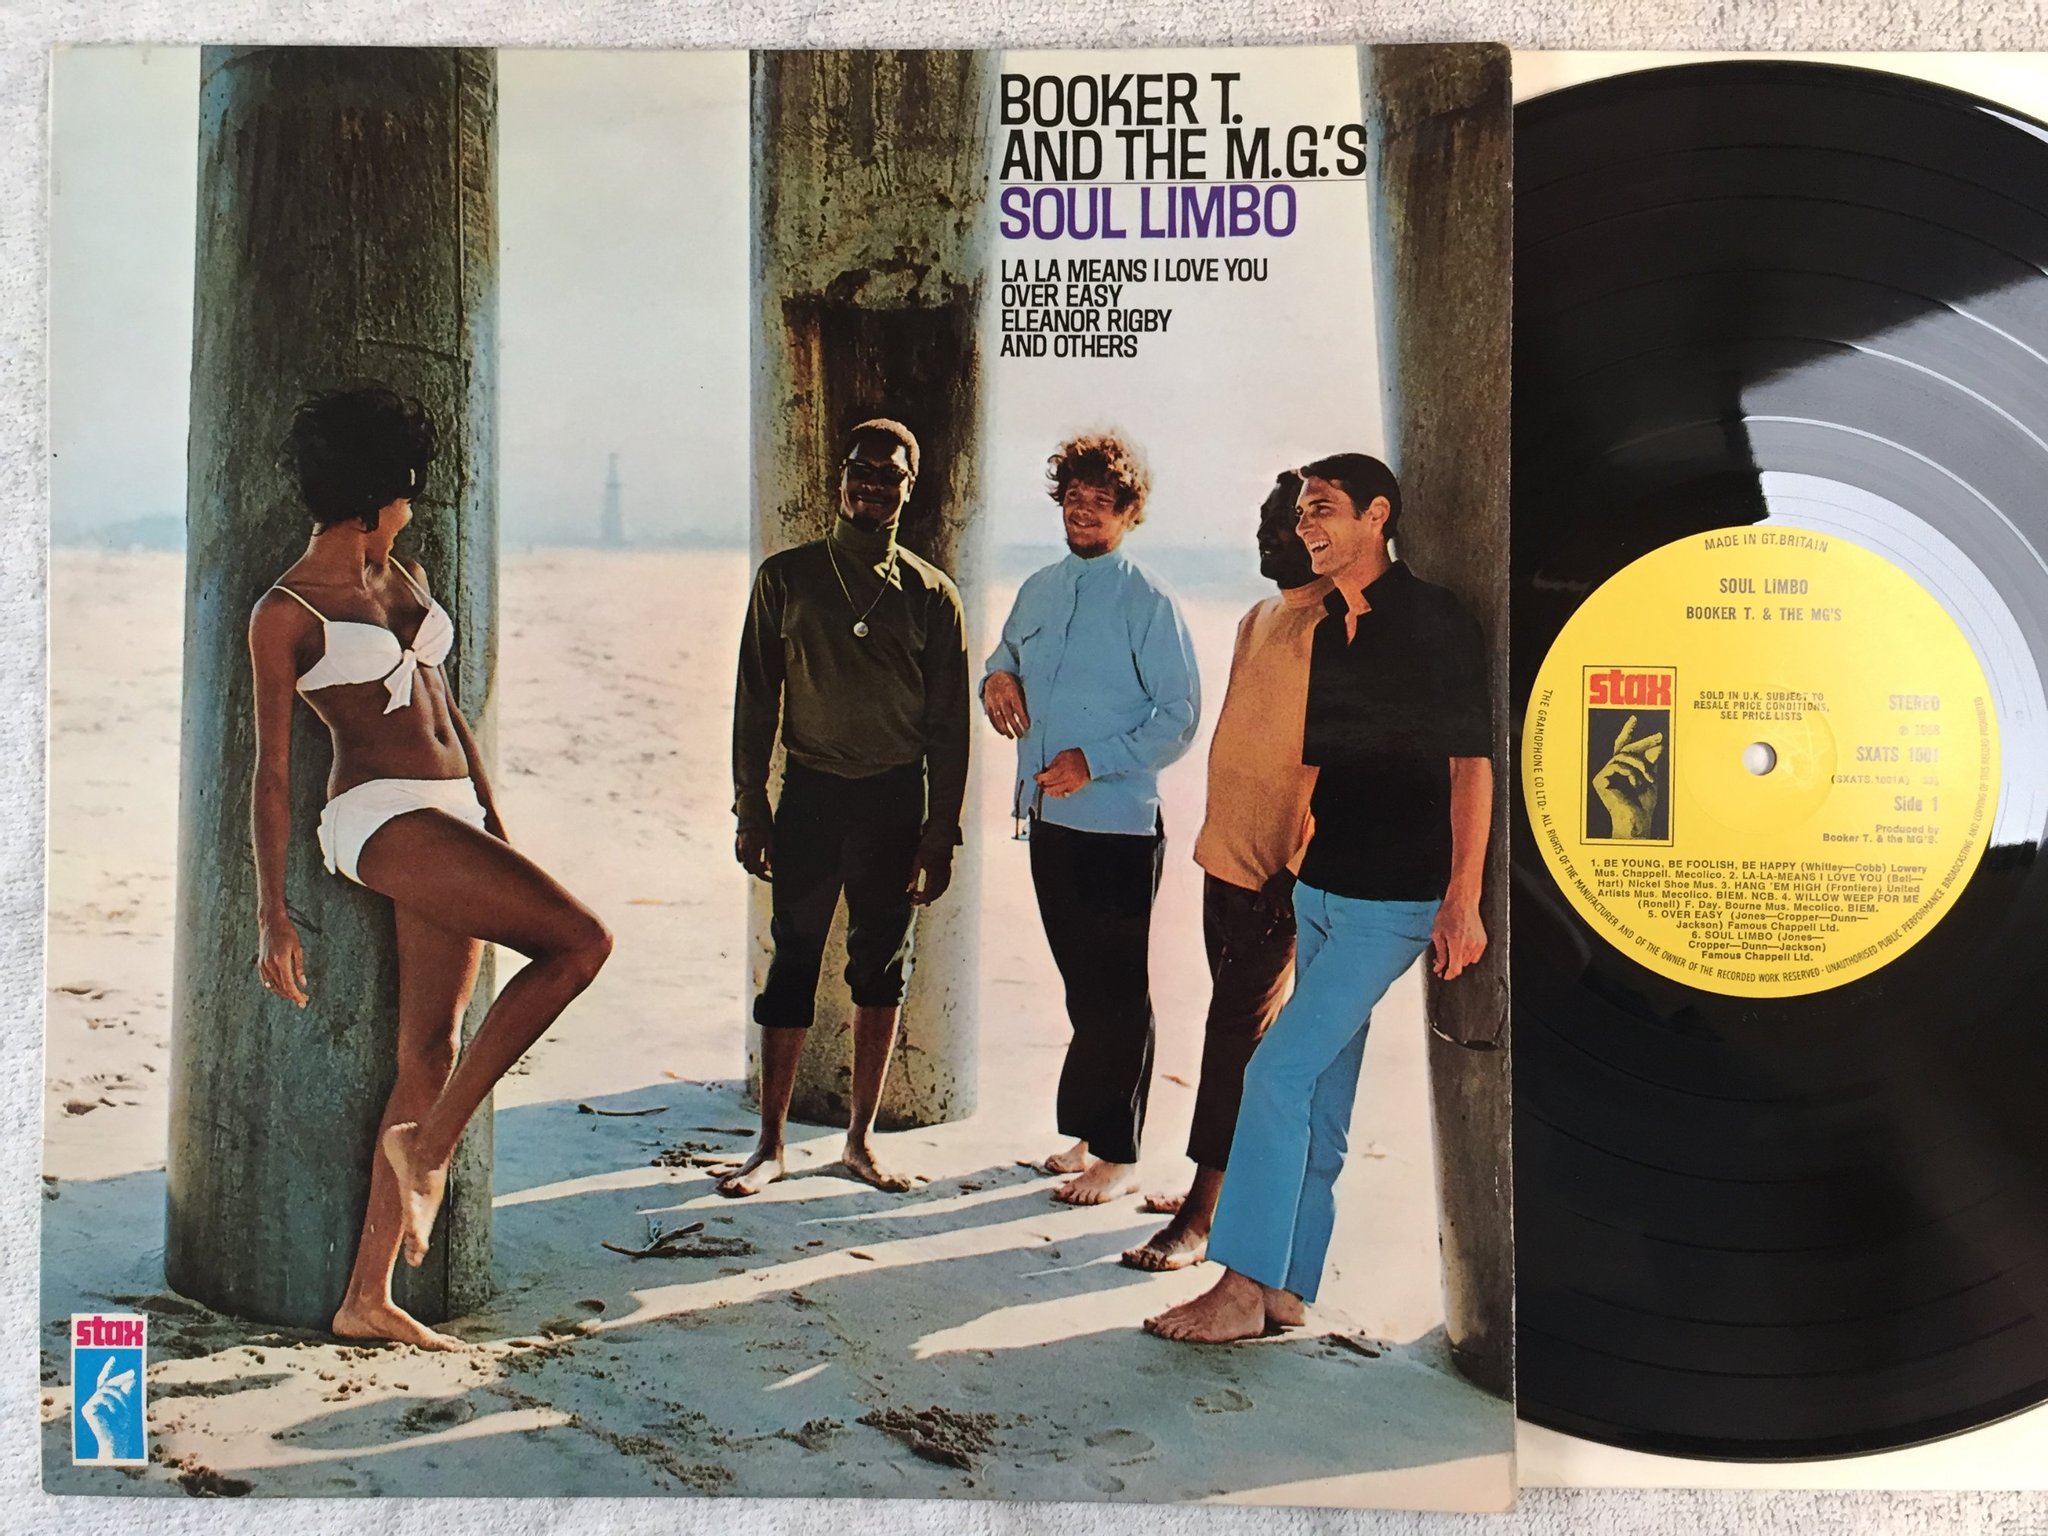 BOOKER T.
AND THE M.G.'S
SOUL LIMBO
LA LA MEANS I LOVE YOU
OVER EASY
ELEANOR RIGBY
AND OTHERS
stax
MADE IN GT. BRITAIN
SOUL LIMBO
BOOKER T. & THE MG'S
stax
SOLD IN U.K. SUBJECT TO
RESALE PRICE CONDITIONS,
SEE PRICE LISTS
STEREO
℗ 1968
SXATS 1001
(SXATS.1001A) 33⅓
Side 1
Produced by
Booker T. & the MG'S.
1. BE YOUNG, BE FOOLISH, BE HAPPY (Whitley—Cobb) Lowery
Mus. Chappell. Mecolico. 2. LA-LA-MEANS I LOVE YOU (Bell—
Hart) Nickel Shoe Mus. 3. HANG 'EM HIGH (Frontiere) United
Artists Mus. Mecolico. BIEM. NCB. 4. WILLOW WEEP FOR ME
(Ronell) F. Day. Bourne Mus. Mecolico. BIEM.
5. OVER EASY (Jones—Cropper—Dunn—
Jackson) Famous Chappell Ltd.
6. SOUL LIMBO (Jones—
Cropper—Dunn—Jackson)
Famous Chappell Ltd.
THE GRAMOPHONE CO LTD. · ALL RIGHTS OF THE MANUFACTURER AND OF THE OWNER OF THE RECORDED WORK RESERVED · UNAUTHORISED PUBLIC PERFORMANCE BROADCASTING AND COPYING OF THIS RECORD PROHIBITED